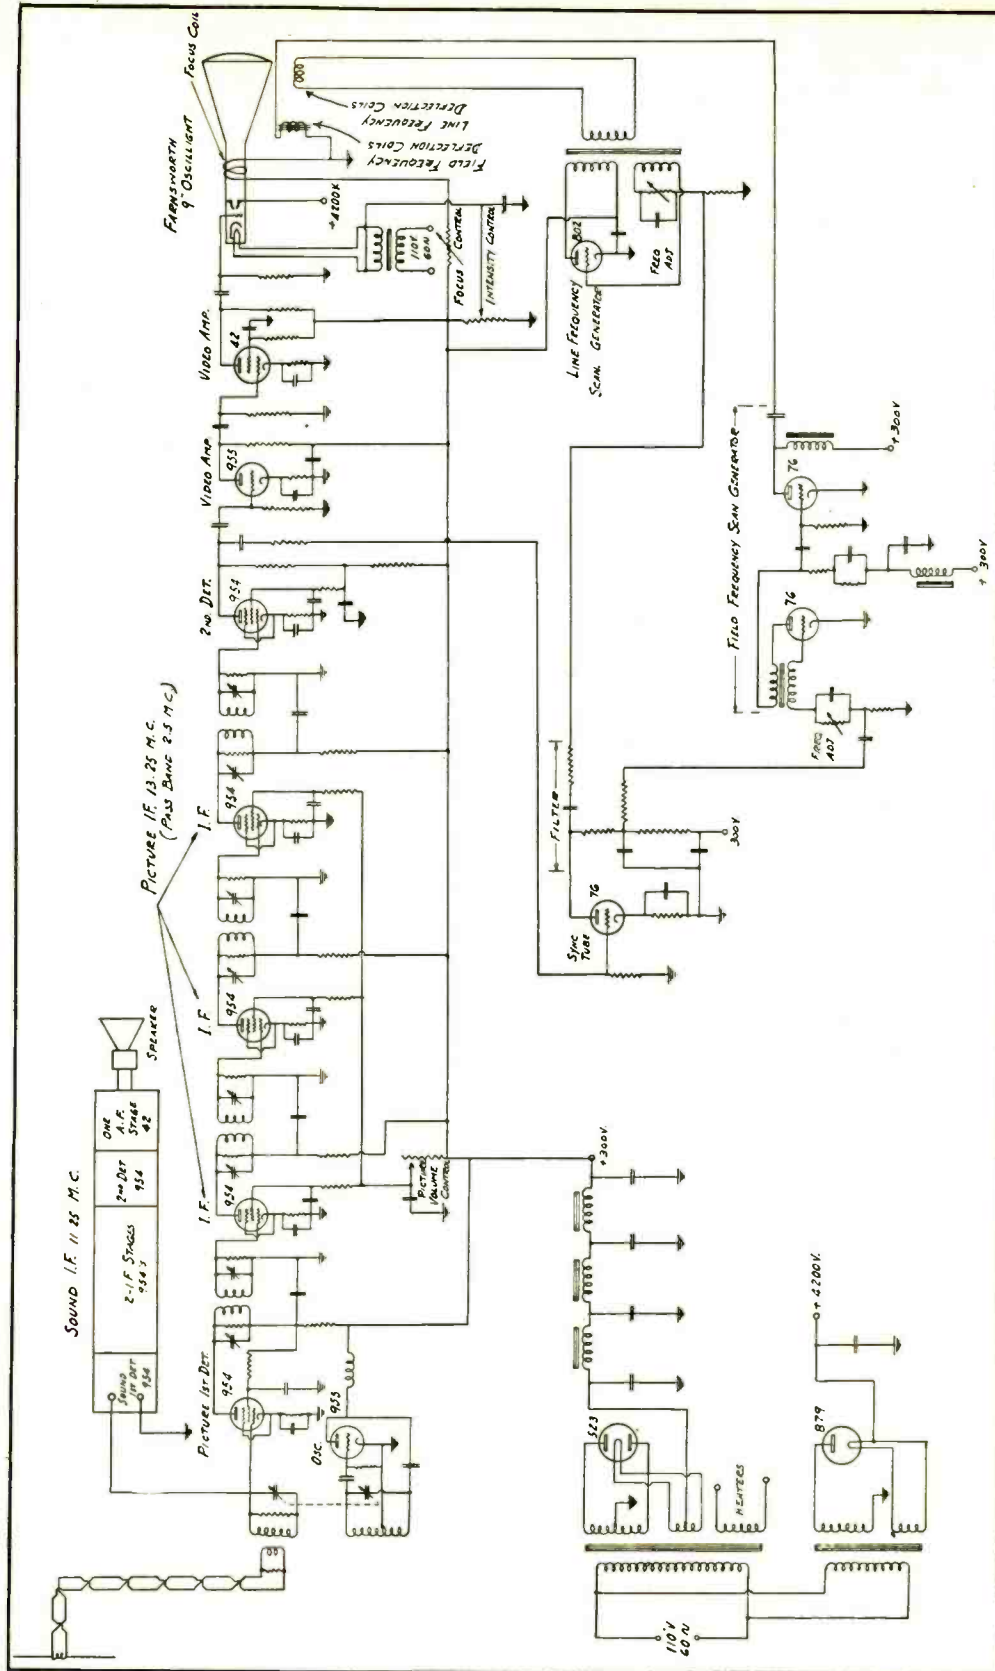 SOUND I.F. 11 25 M.C.
SOUND
1ST DET
954
2-I F STAGES
954's
2ND DET
954
ONE
A.F.
STAGE
42
SPEAKER
PICTURE I.F. 13.25 M.C.
(PASS BAND 2.5 M.C.)
PICTURE 1ST DET.
954
I.F.
954
I.F
954
I.F.
954
2ND. DET.
954
VIDEO AMP.
955
VIDEO AMP.
42
FARNSWORTH
9" OSCILLIGHT
FOCUS COIL
+4200V
LINE FREQUENCY
DEFLECTION COILS
FIELD FREQUENCY
DEFLECTION COILS
110V
60N
FOCUS CONTROL
INTENSITY CONTROL
OSC.
955
PICTURE
VOLUME
CONTROL
LINE FREQUENCY
SCAN. GENERATOR
802
FREQ
ADJ
FILTER
SYNC
TUBE
76
300V
FIELD FREQUENCY SCAN GENERATOR
76
76
FREQ
ADJ
+300V
+ 300V
+300V.
5Z3
HEATERS
879
+ 4200V.
110V
60N